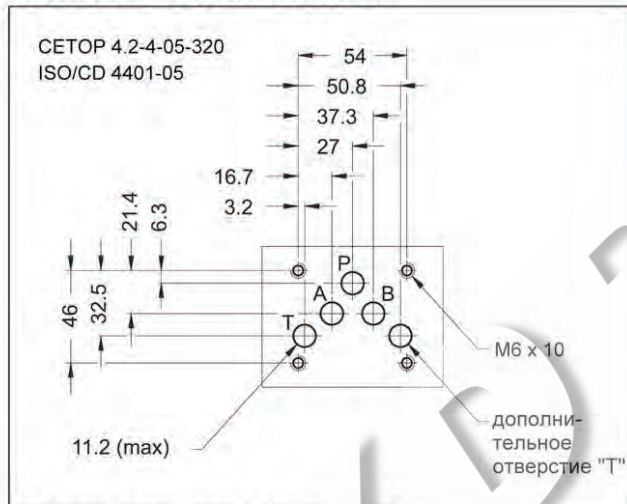 СЕТОР 4.2-4-05-320
ISO/CD 4401-05
54
50.8
37.3
27
16.7
3.2
21.4
6.3
46
32.5
P
A
B
T
M6 x 10
11.2 (max)
дополни-
тельное
отверстие "Т"